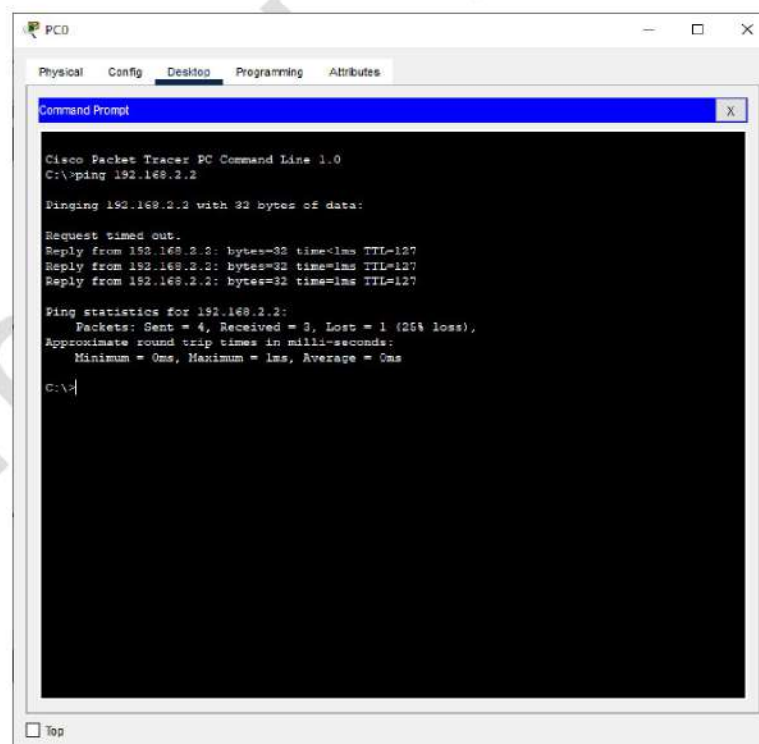 PC0
Physical Config Desktop Programming Attributes
Command Prompt X
Cisco Packet Tracer PC Command Line 1.0
C:\>ping 192.168.2.2
Pinging 192.168.2.2 with 32 bytes of data:
Request timed out.
Reply from 192.168.2.2: bytes=32 time<1ms TTL=127
Reply from 192.168.2.2: bytes=32 time=1ms TTL=127
Reply from 192.168.2.2: bytes=32 time=1ms TTL=127
Ping statistics for 192.168.2.2:
Packets: Sent = 4, Received = 3, Lost = 1 (25% loss),
Approximate round trip times in milli-seconds:
Minimum = 0ms, Maximum = 1ms, Average = 0ms
C:\>
Top